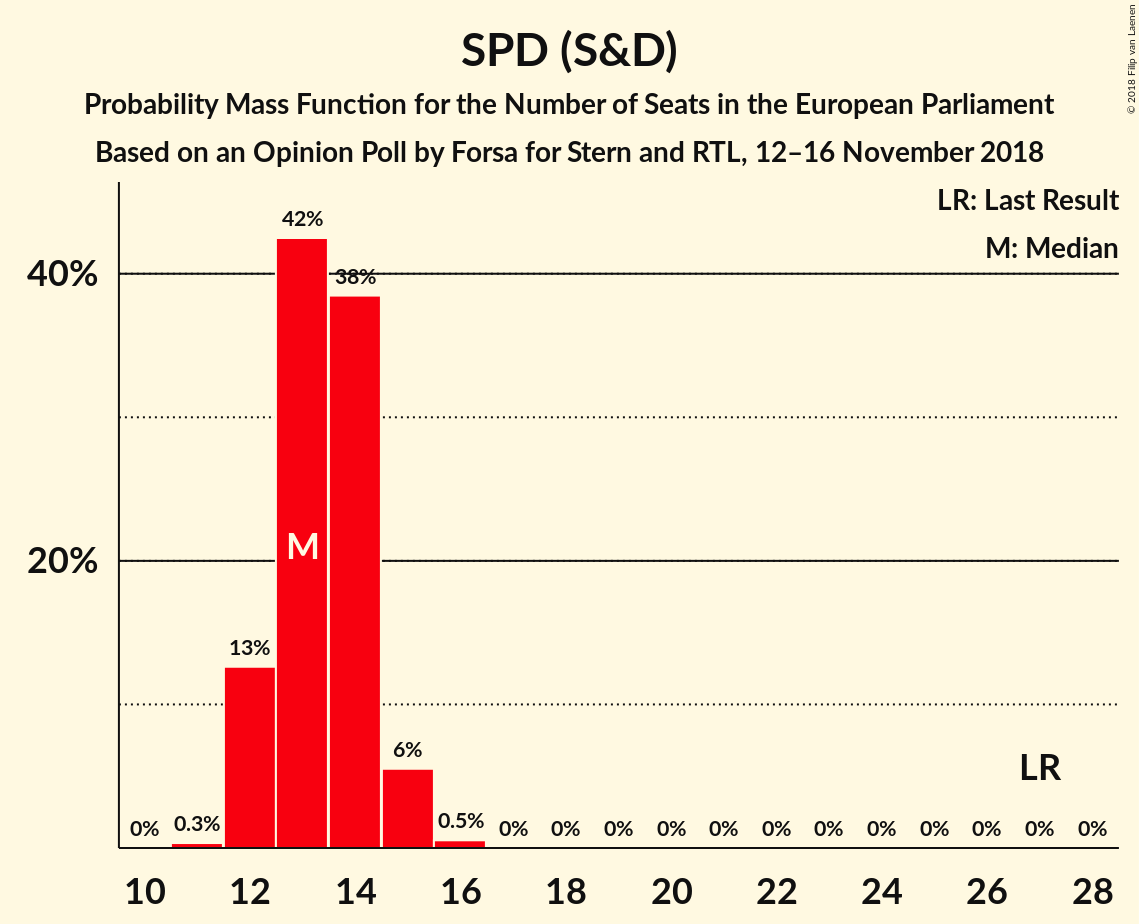 © 2018 Filip van Laenen
SPD (S&D)
Probability Mass Function for the Number of Seats in the European Parliament
Based on an Opinion Poll by Forsa for Stern and RTL, 12–16 November 2018
LR: Last Result
M: Median
42%
40%
38%
M
20%
13%
6%
LR
0% 0.3% 0.5% 0% 0% 0% 0% 0% 0% 0% 0% 0% 0% 0% 0%
10 12 14 16 18 20 22 24 26 28